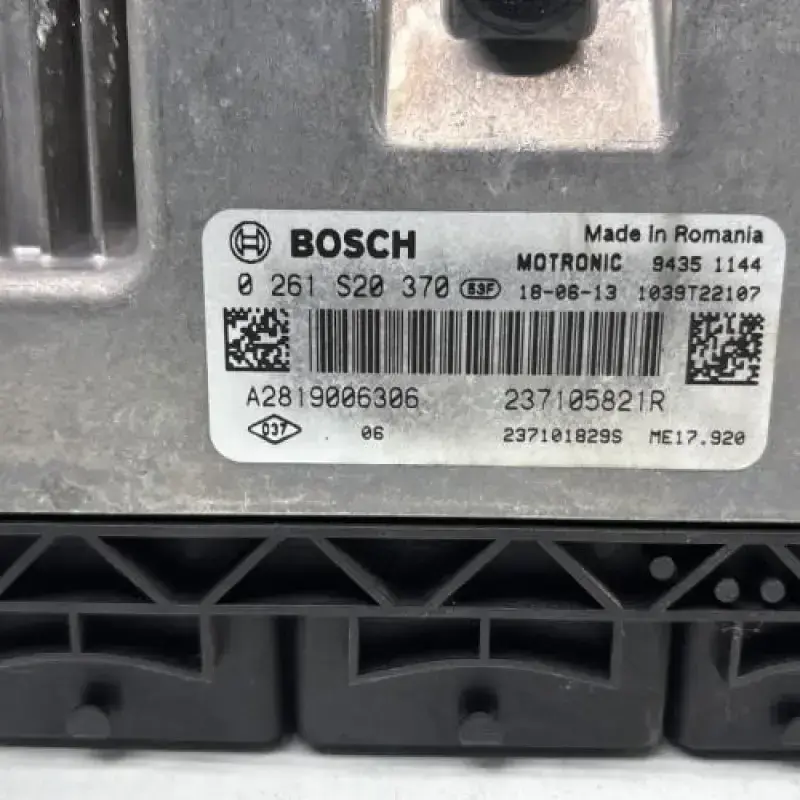 BOSCH
Made in Romania
MOTRONIC 9435 1144
0 261 S20 370 18-06-13 1039T22107
A2819006306 237105821R
037 06 237101829S ME17.920